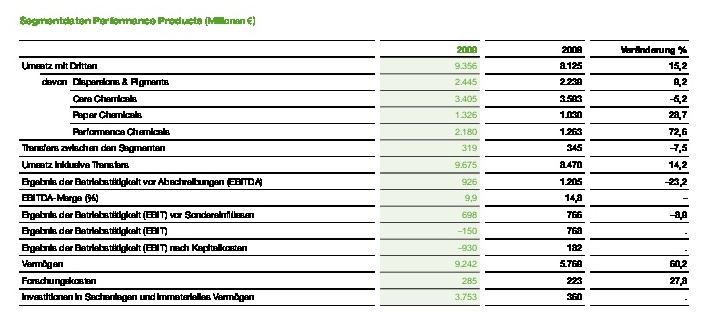 Segmentdaten Performance Products (Millionen €)
2009 2008 Veränderung %
Umsatz mit Dritten 9.356 8.125 15,2
davon Dispersions & Pigments 2.445 2.239 9,2
Care Chemicals 3.405 3.593 –5,2
Paper Chemicals 1.326 1.030 28,7
Performance Chemicals 2.180 1.263 72,6
Transfers zwischen den Segmenten 319 345 –7,5
Umsatz inklusive Transfers 9.675 8.470 14,2
Ergebnis der Betriebstätigkeit vor Abschreibungen (EBITDA) 926 1.205 –23,2
EBITDA-Marge (%) 9,9 14,8 –
Ergebnis der Betriebstätigkeit (EBIT) vor Sondereinflüssen 698 766 –8,9
Ergebnis der Betriebstätigkeit (EBIT) –150 768 .
Ergebnis der Betriebstätigkeit (EBIT) nach Kapitalkosten –930 182 .
Vermögen 9.242 5.769 60,2
Forschungskosten 285 223 27,8
Investitionen in Sachanlagen und immaterielles Vermögen 3.753 360 .